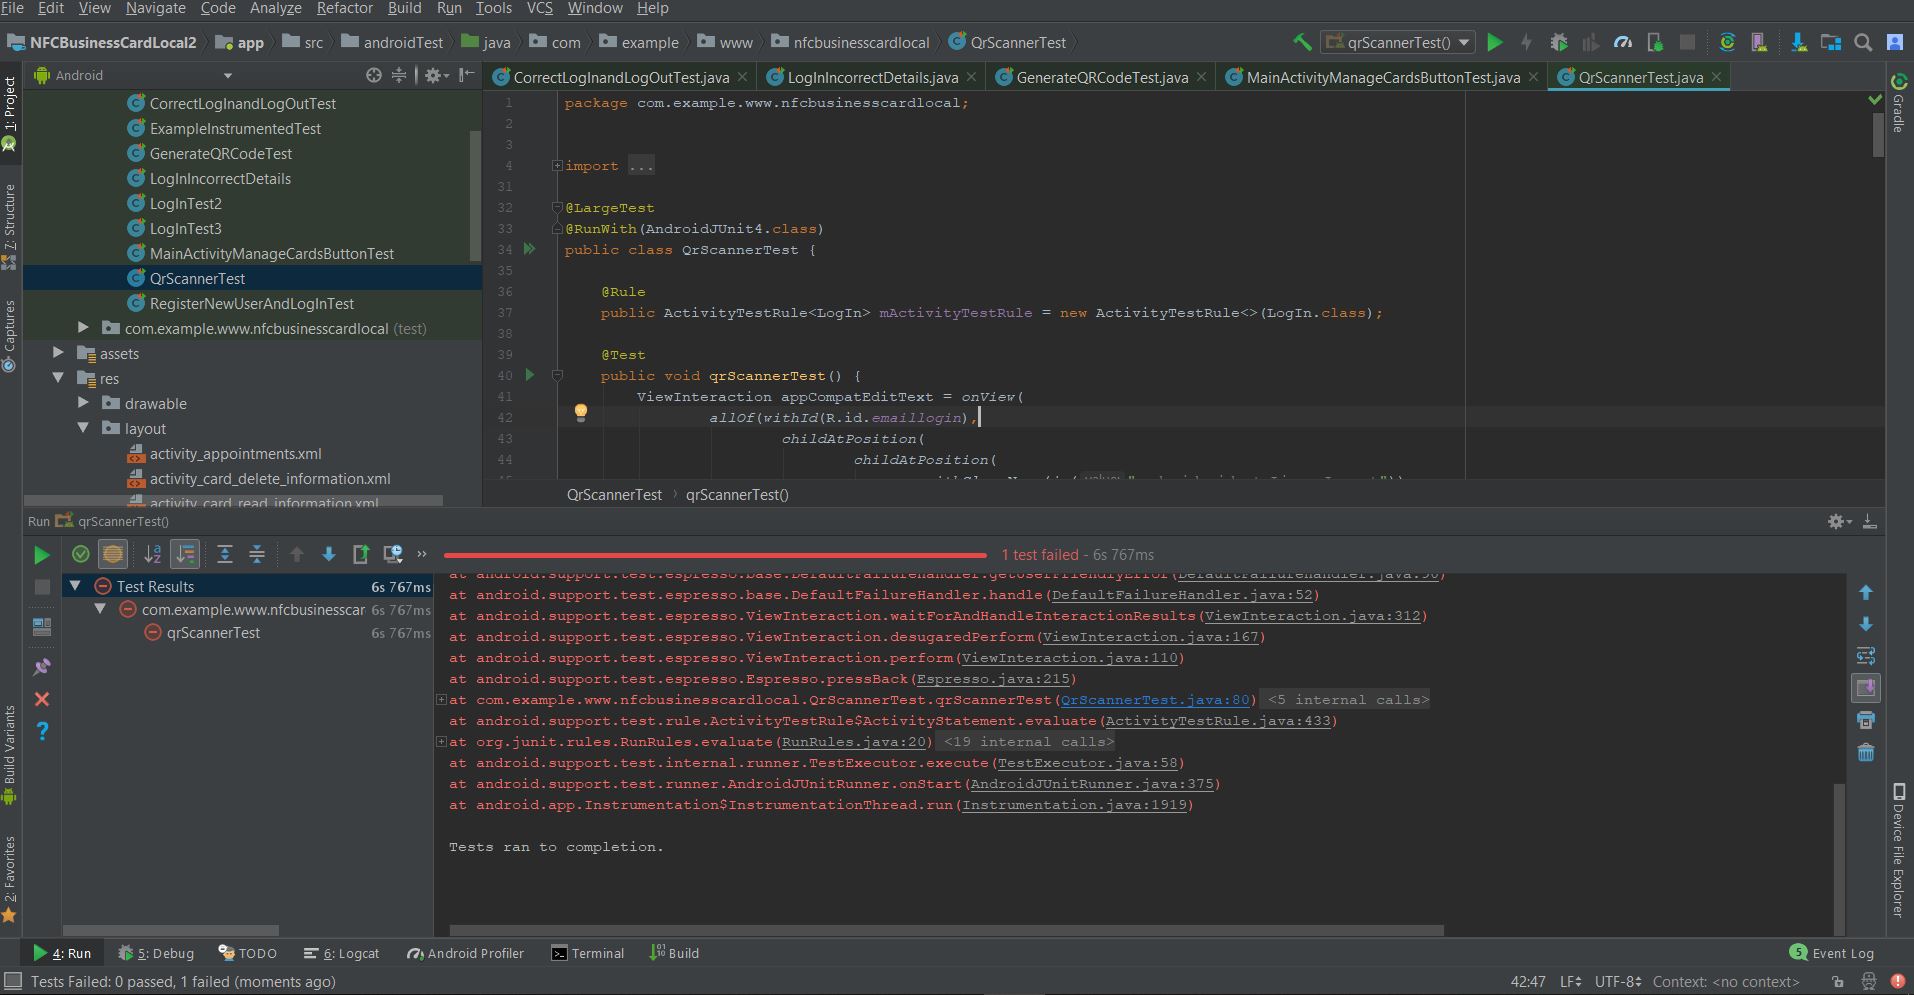 File Edit View Navigate Code Analyze Refactor Build Run Tools VCS Window Help
NFCBusinessCardLocal2 app src androidTest java com example www nfcbusinesscardlocal QrScannerTest
qrScannerTest()
Android
CorrectLogInandLogOutTest.java LogInIncorrectDetails.java GenerateQRCodeTest.java MainActivityManageCardsButtonTest.java QrScannerTest.java
1: Project
7: Structure
Captures
Build Variants
2: Favorites
CorrectLogInandLogOutTest
ExampleInstrumentedTest
GenerateQRCodeTest
LogInIncorrectDetails
LogInTest2
LogInTest3
MainActivityManageCardsButtonTest
QrScannerTest
RegisterNewUserAndLogInTest
com.example.www.nfcbusinesscardlocal (test)
assets
res
drawable
layout
activity_appointments.xml
activity_card_delete_information.xml
activity_card_read_information.xml
1 package com.example.www.nfcbusinesscardlocal;
2
3
4 import ...
31
32 @LargeTest
33 @RunWith(AndroidJUnit4.class)
34 public class QrScannerTest {
35
36 @Rule
37 public ActivityTestRule<LogIn> mActivityTestRule = new ActivityTestRule<>(LogIn.class);
38
39 @Test
40 public void qrScannerTest() {
41 ViewInteraction appCompatEditText = onView(
42 allOf(withId(R.id.emaillogin),
43 childAtPosition(
44 childAtPosition(
QrScannerTest qrScannerTest()
Gradle
Device File Explorer
Run qrScannerTest()
1 test failed - 6s 767ms
Test Results 6s 767ms
com.example.www.nfcbusinesscar 6s 767ms
qrScannerTest 6s 767ms
at android.support.test.espresso.base.DefaultFailureHandler.getUserFriendlyError(DefaultFailureHandler.java:90)
at android.support.test.espresso.base.DefaultFailureHandler.handle(DefaultFailureHandler.java:52)
at android.support.test.espresso.ViewInteraction.waitForAndHandleInteractionResults(ViewInteraction.java:312)
at android.support.test.espresso.ViewInteraction.desugaredPerform(ViewInteraction.java:167)
at android.support.test.espresso.ViewInteraction.perform(ViewInteraction.java:110)
at android.support.test.espresso.Espresso.pressBack(Espresso.java:215)
at com.example.www.nfcbusinesscardlocal.QrScannerTest.qrScannerTest(QrScannerTest.java:80) <5 internal calls>
at android.support.test.rule.ActivityTestRule$ActivityStatement.evaluate(ActivityTestRule.java:433)
at org.junit.rules.RunRules.evaluate(RunRules.java:20) <19 internal calls>
at android.support.test.internal.runner.TestExecutor.execute(TestExecutor.java:58)
at android.support.test.runner.AndroidJUnitRunner.onStart(AndroidJUnitRunner.java:375)
at android.app.Instrumentation$InstrumentationThread.run(Instrumentation.java:1919)
Tests ran to completion.
4: Run 5: Debug TODO 6: Logcat Android Profiler Terminal Build 5 Event Log
Tests Failed: 0 passed, 1 failed (moments ago) 42:47 LF UTF-8 Context: <no context>